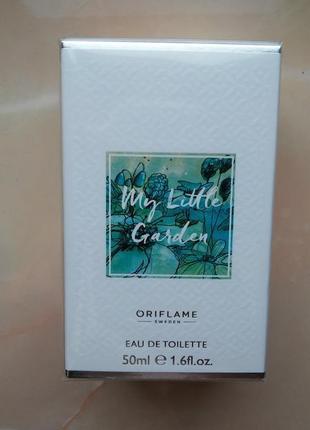 My Little
Garden
ORIFLAME
SWEDEN
EAU DE TOILETTE
50ml ℮ 1.6fl.oz.